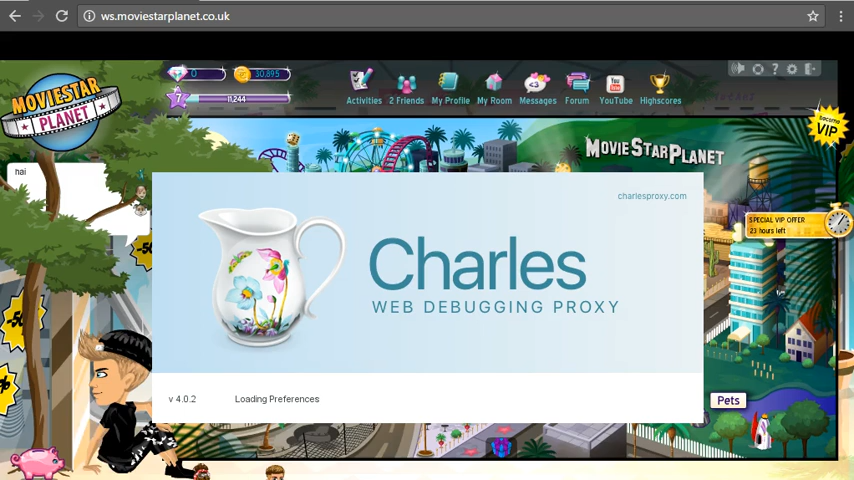 ws.moviestarplanet.co.uk
0
30,895
7
11,244
Activities
2 Friends
My Profile
My Room
Messages
Forum
YouTube
Highscores
MOVIESTAR
PLANET
MOVIESTARPLANET
become
VIP
hai
charlesproxy.com
SPECIAL VIP OFFER
23 hours left
Charles
WEB DEBUGGING PROXY
v 4.0.2
Loading Preferences
Pets